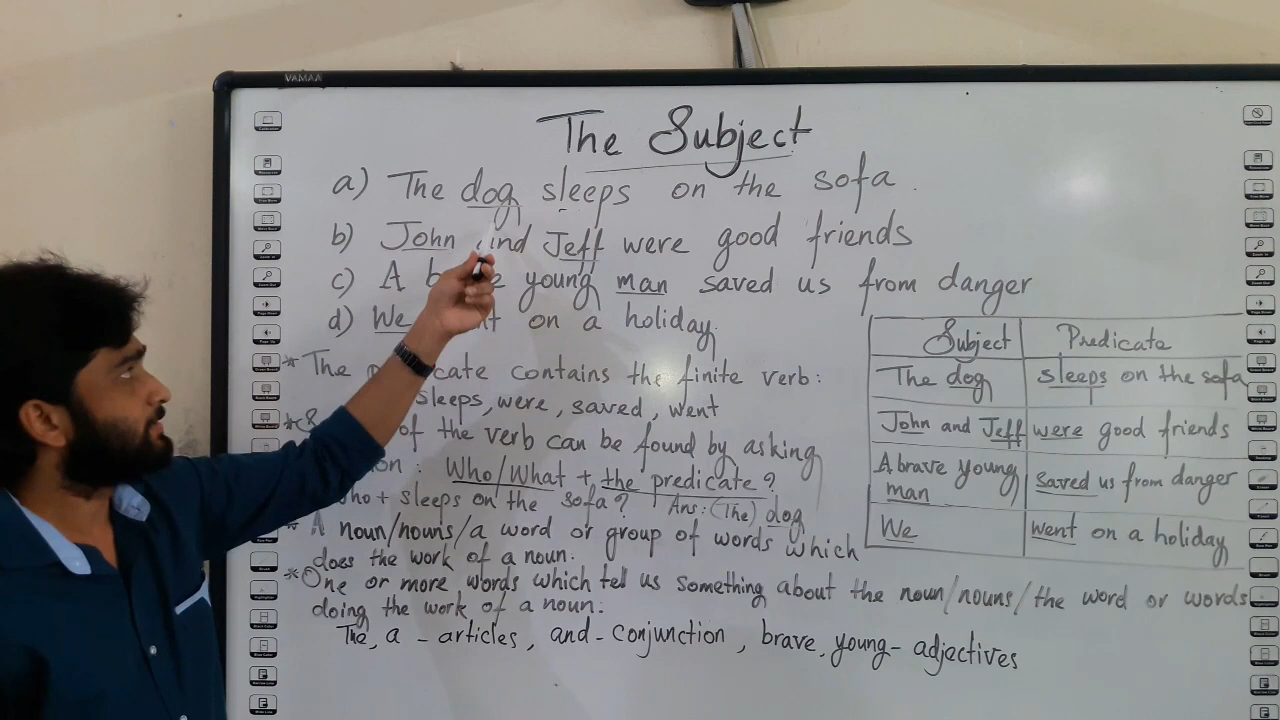 VAMAA
The Subject
a) The dog sleeps on the sofa.
b) John and Jeff were good friends
c) A young man saved us from danger
d) We on a holiday.
Subject Predicate
The dog sleeps on the sofa
John and Jeff were good friends
A brave young man saved us from danger
We went on a holiday
* The contains the finite verb:
sleeps, were, saved, went
* of the verb can be found by asking
: Who/What + the predicate?
+ sleeps on the sofa? Ans: (The) dog
* A noun/nouns/a word or group of words which
does the work of a noun.
* One or more words which tell us something about the noun/nouns/the word or words
doing the work of a noun.
The, a - articles, and - conjunction, brave, young - adjectives